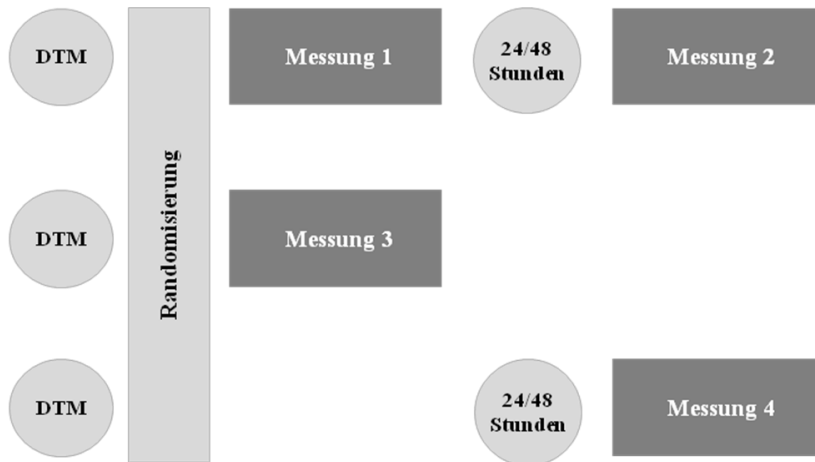 DTM
Randomisierung
Messung 1
24/48
Stunden
Messung 2
DTM
Messung 3
DTM
24/48
Stunden
Messung 4